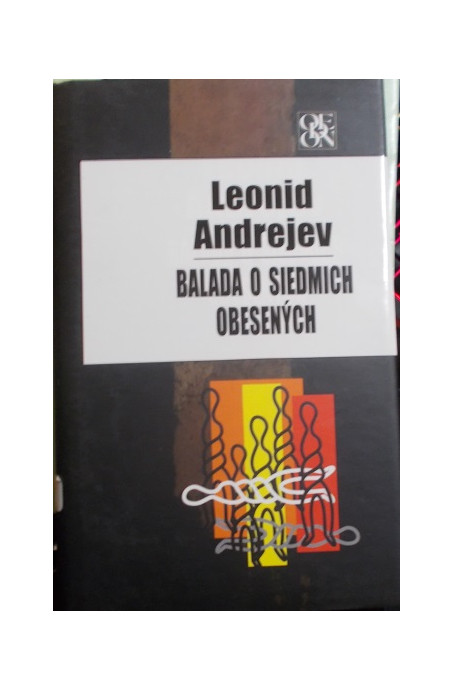 Leonid
Andrejev
BALADA O SIEDMICH
OBESENÝCH